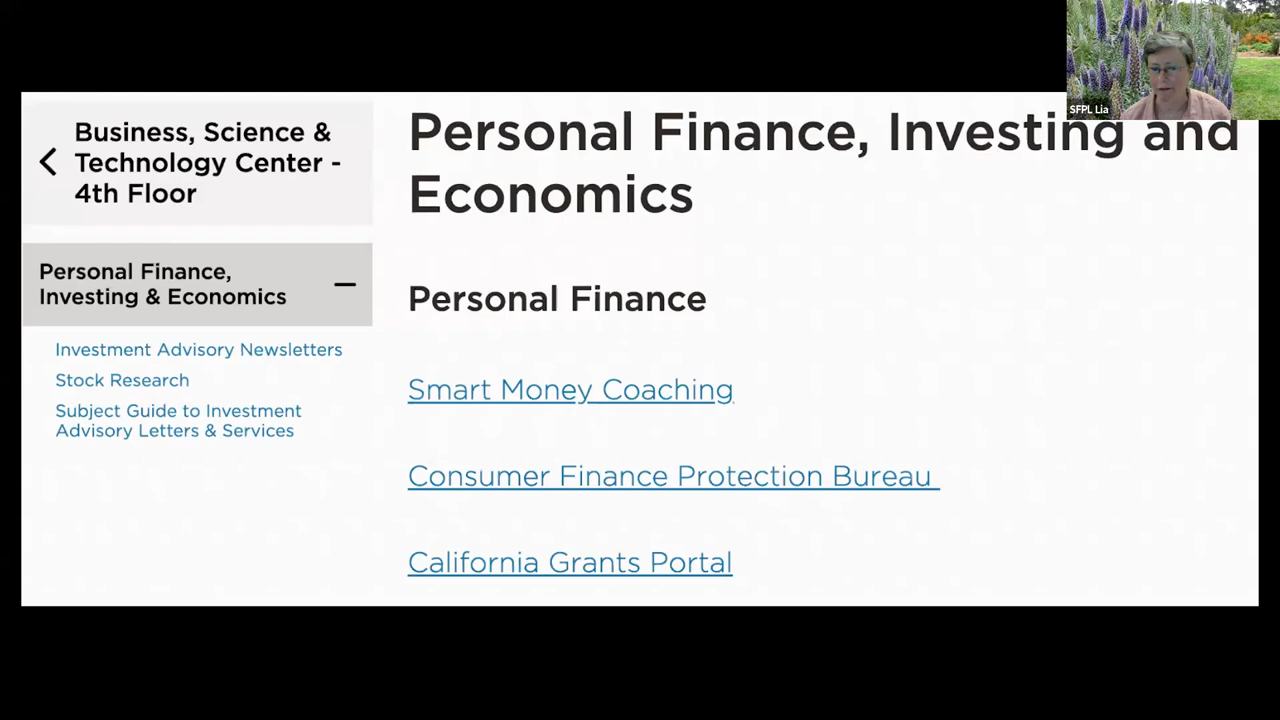 SFPL Lia
Business, Science &
Technology Center -
4th Floor
Personal Finance,
Investing & Economics
Investment Advisory Newsletters
Stock Research
Subject Guide to Investment
Advisory Letters & Services
Personal Finance, Investing and
Economics
Personal Finance
Smart Money Coaching
Consumer Finance Protection Bureau
California Grants Portal